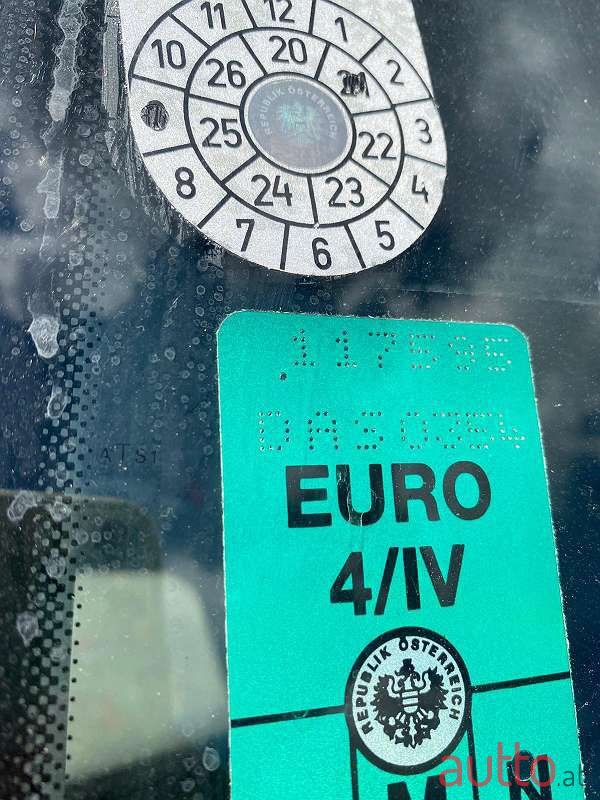 11 12 1
10 20 2
26
3
25 22
8 24 23 4
7 6 5
REPUBLIK ÖSTERREICH
117595
ATS1
EURO
4/IV
REPUBLIK ÖSTERREICH
M N
autto.at